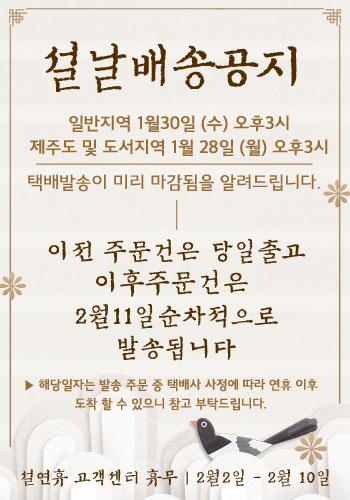 설날배송공지
일반지역 1월30일 (수) 오후3시
제주도 및 도서지역 1월 28일 (월) 오후3시
택배발송이 미리 마감됨을 알려드립니다.
이전 주문건은 당일출고
이후주문건은
2월11일순차적으로
발송됩니다
▶ 해당일자는 발송 주문 중 택배사 사정에 따라 연휴 이후
도착 할 수 있으니 참고 부탁드립니다.
설연휴 고객센터 휴무 | 2월2일 - 2월 10일